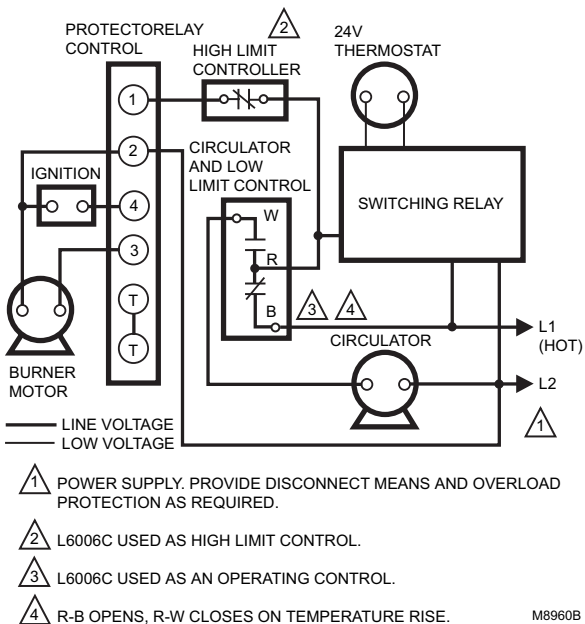 PROTECTORELAY
CONTROL
2
HIGH LIMIT
CONTROLLER
24V
THERMOSTAT
1
2
IGNITION
4
3
T
T
CIRCULATOR
AND LOW
LIMIT CONTROL
W
R
B
SWITCHING RELAY
3
4
L1
(HOT)
CIRCULATOR
L2
1
BURNER
MOTOR
LINE VOLTAGE
LOW VOLTAGE
1 POWER SUPPLY. PROVIDE DISCONNECT MEANS AND OVERLOAD
PROTECTION AS REQUIRED.
2 L6006C USED AS HIGH LIMIT CONTROL.
3 L6006C USED AS AN OPERATING CONTROL.
4 R-B OPENS, R-W CLOSES ON TEMPERATURE RISE.
M8960B